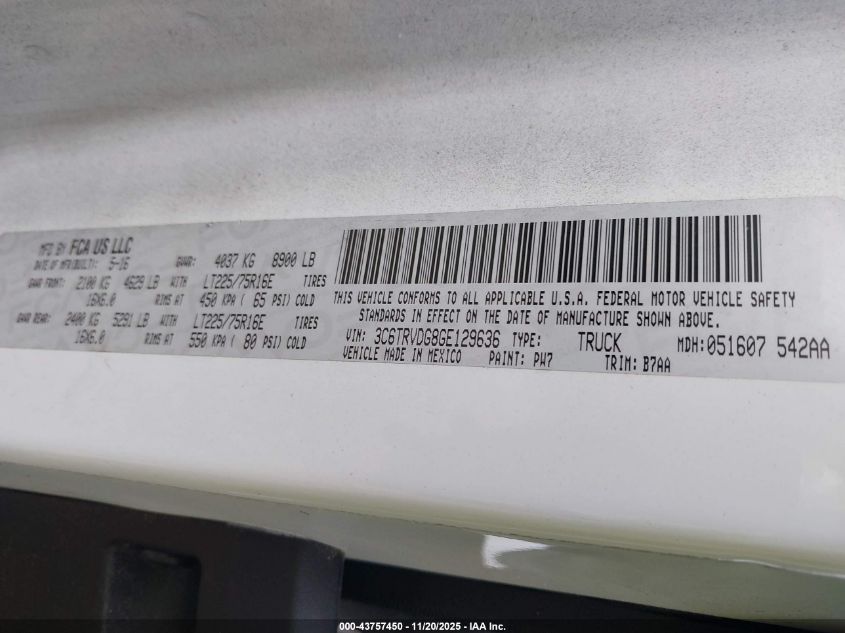 MFD BY FCA US LLC
DATE OF MFR(BUILT): 5-16 GVWR: 4037 KG 8900 LB
GAWR FRONT: 2100 KG 4629 LB WITH LT225/75R16E TIRES
16X6.0 RIMS AT 450 KPA ( 65 PSI) COLD
GAWR REAR: 2400 KG 5291 LB WITH LT225/75R16E TIRES
16X6.0 RIMS AT 550 KPA ( 80 PSI) COLD
THIS VEHICLE CONFORMS TO ALL APPLICABLE U.S.A. FEDERAL MOTOR VEHICLE SAFETY
STANDARDS IN EFFECT ON THE DATE OF MANUFACTURE SHOWN ABOVE.
VIN: 3C6TRVDG8GE129636 TYPE: TRUCK MDH:051607 542AA
VEHICLE MADE IN MEXICO PAINT: PW7 TRIM: B7AA
000-43757450 - 11/20/2025 - IAA Inc.